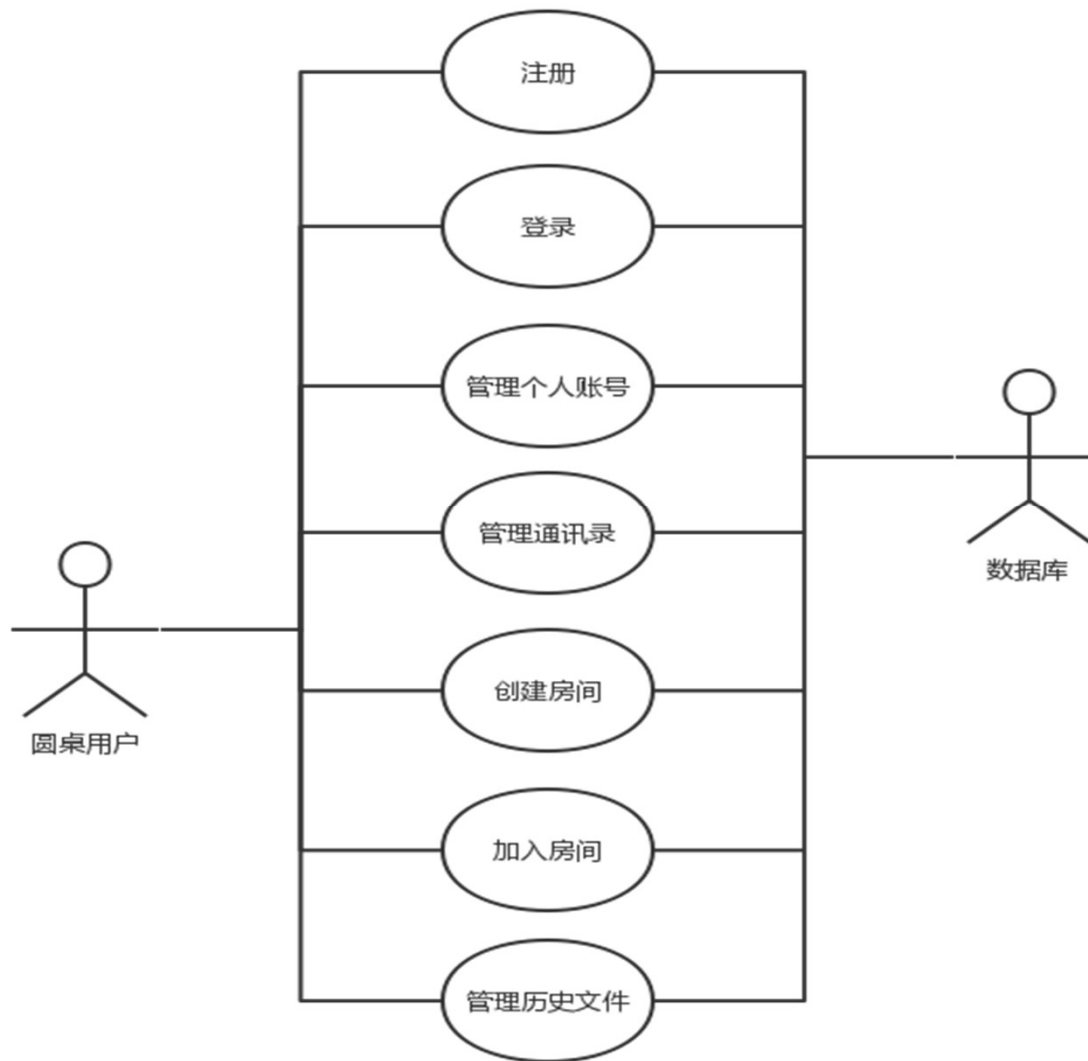 注册
登录
管理个人账号
管理通讯录
数据库
创建房间
圆桌用户
加入房间
管理历史文件